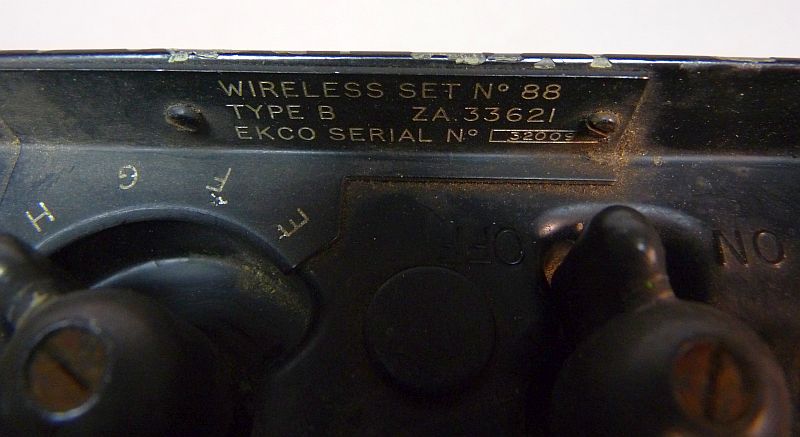 WIRELESS SET Nº 88
TYPE B ZA.33621
EKCO SERIAL Nº
H G F E
OFF ON